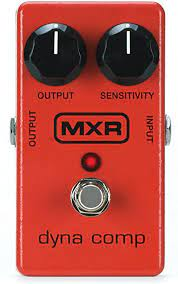 OUTPUT SENSITIVITY
OUTPUT
MXR
INPUT
dyna comp